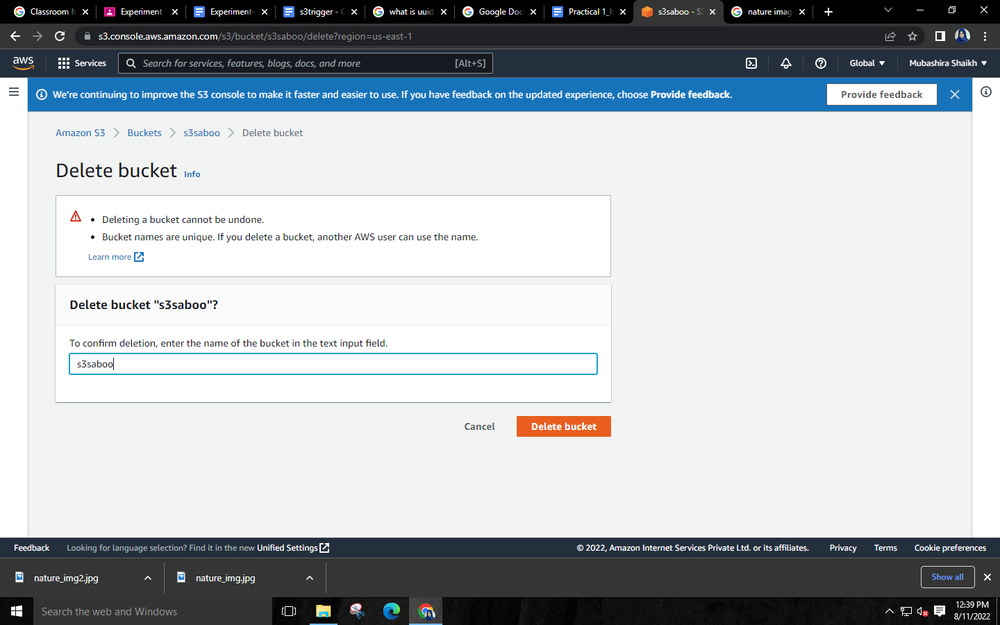 Classroom M
Experiment
Experiment-
s3trigger - G
what is uuid
Google Doc
Practical 1_h
s3saboo - S3
nature imag
s3.console.aws.amazon.com/s3/bucket/s3saboo/delete?region=us-east-1
aws
Services
Search for services, features, blogs, docs, and more
[Alt+S]
Global
Mubashira Shaikh
We're continuing to improve the S3 console to make it faster and easier to use. If you have feedback on the updated experience, choose Provide feedback.
Provide feedback
Amazon S3
Buckets
s3saboo
Delete bucket
Delete bucket Info
Deleting a bucket cannot be undone.
Bucket names are unique. If you delete a bucket, another AWS user can use the name.
Learn more
Delete bucket "s3saboo"?
To confirm deletion, enter the name of the bucket in the text input field.
s3saboo
Cancel
Delete bucket
Feedback
Looking for language selection? Find it in the new Unified Settings
© 2022, Amazon Internet Services Private Ltd. or its affiliates.
Privacy
Terms
Cookie preferences
nature_img2.jpg
nature_img.jpg
Show all
Search the web and Windows
12:39 PM
8/11/2022